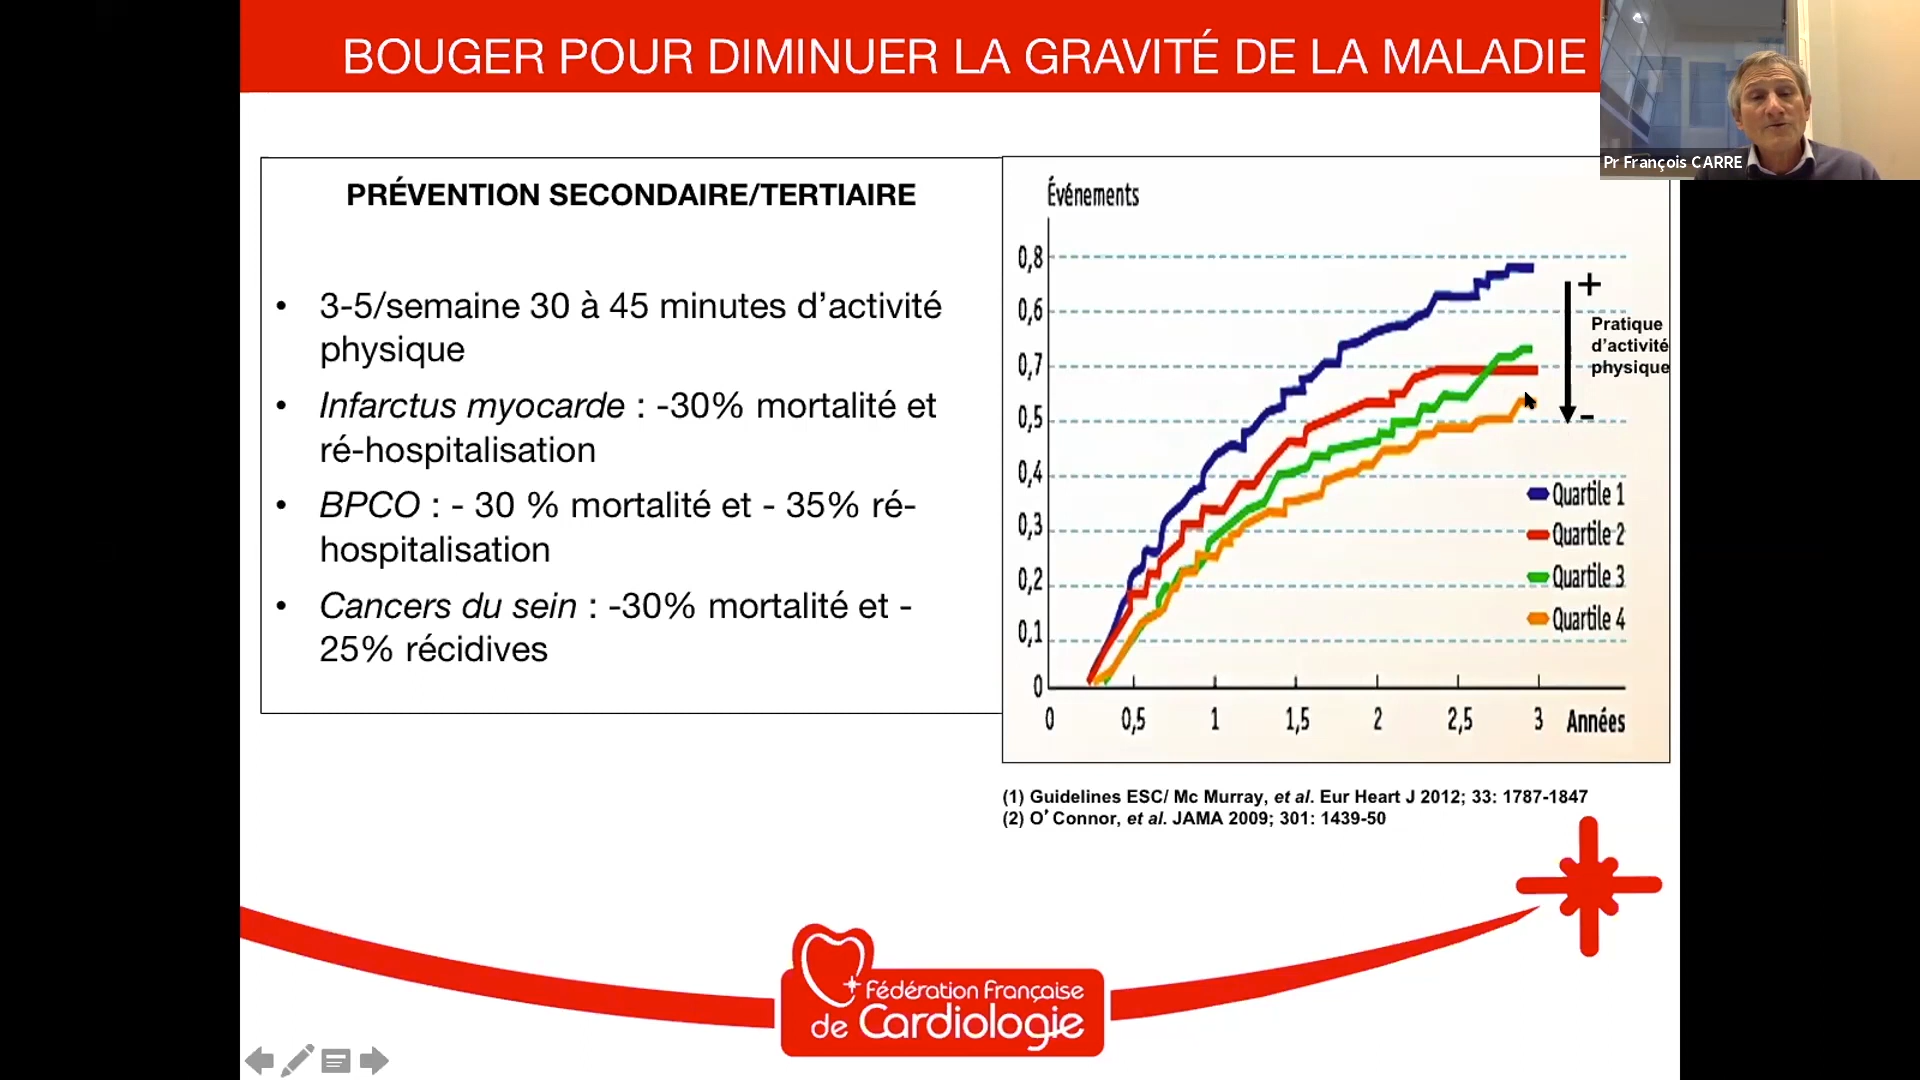 BOUGER POUR DIMINUER LA GRAVITÉ DE LA MALADIE
Pr François CARRE
PRÉVENTION SECONDAIRE/TERTIAIRE
• 3-5/semaine 30 à 45 minutes d’activité
physique
• Infarctus myocarde : -30% mortalité et
ré-hospitalisation
• BPCO : - 30 % mortalité et - 35% ré-
hospitalisation
• Cancers du sein : -30% mortalité et -
25% récidives
Événements
0,8
0,6
0,7
0,5
0,4
0,3
0,2
0,1
0
0 0,5 1 1,5 2 2,5 3 Années
+
Pratique
d’activité
physique
-
Quartile 1
Quartile 2
Quartile 3
Quartile 4
(1) Guidelines ESC/ Mc Murray, et al. Eur Heart J 2012; 33: 1787-1847
(2) O’Connor, et al. JAMA 2009; 301: 1439-50
Fédération Française
de Cardiologie